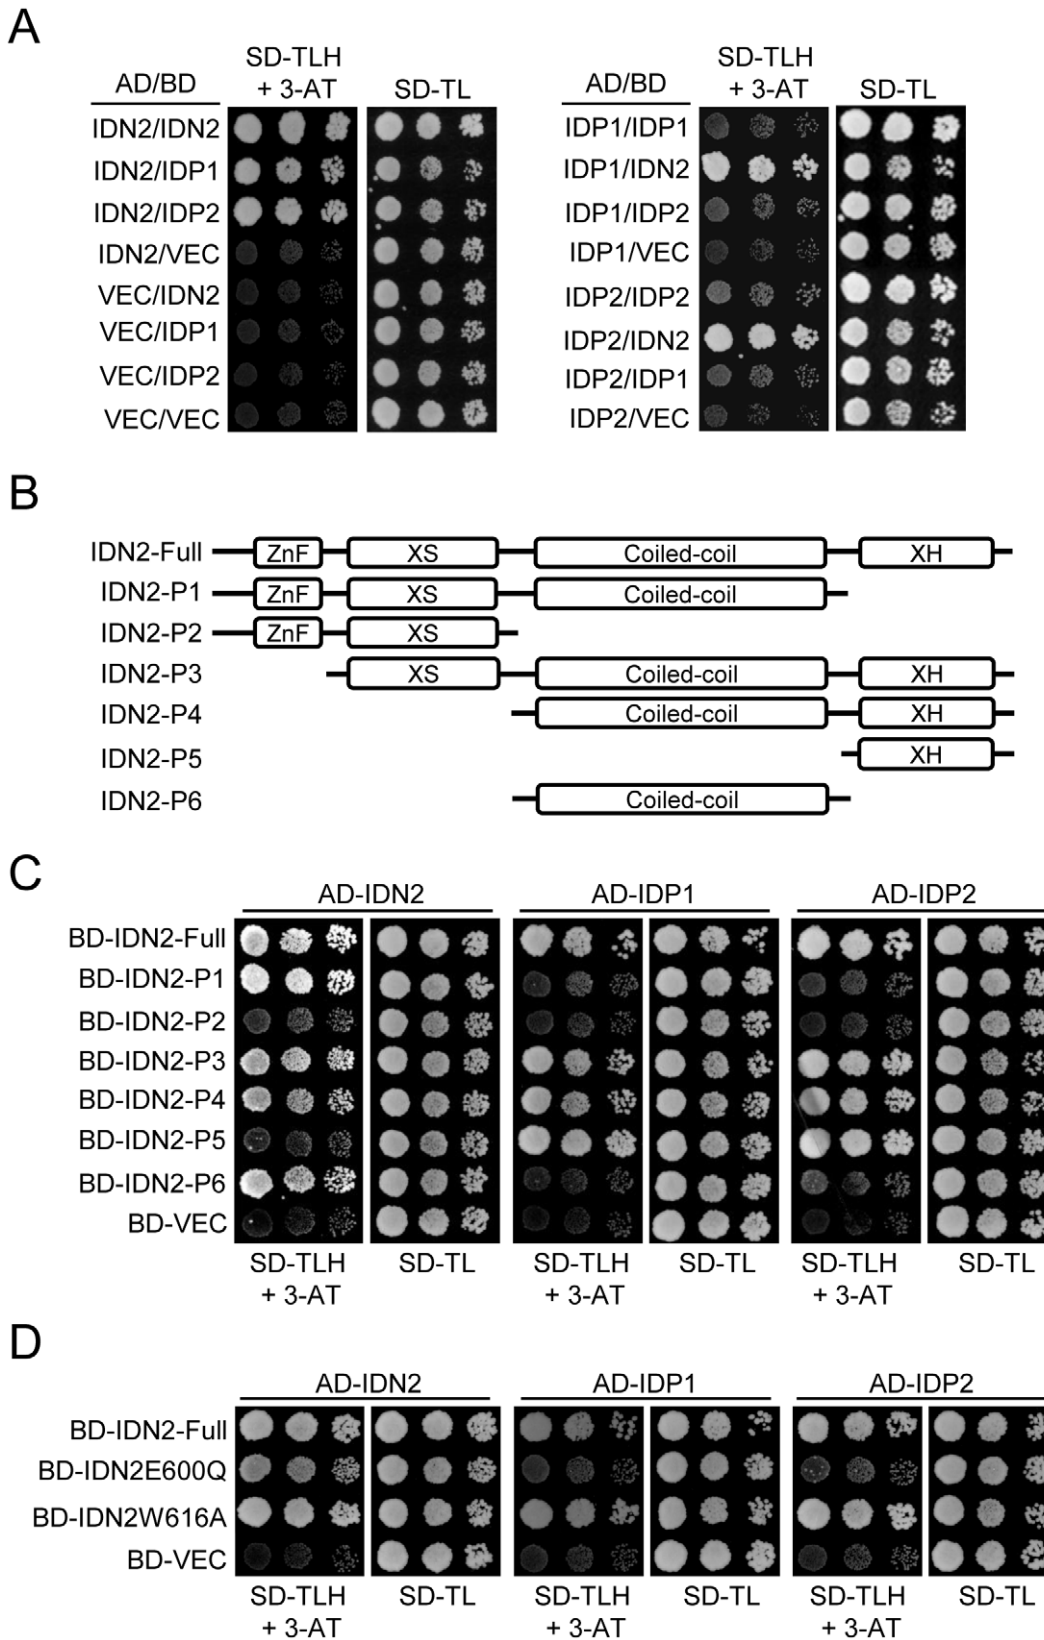 A
AD/BD
SD-TLH
+ 3-AT
SD-TL
IDN2/IDN2
IDN2/IDP1
IDN2/IDP2
IDN2/VEC
VEC/IDN2
VEC/IDP1
VEC/IDP2
VEC/VEC
AD/BD
SD-TLH
+ 3-AT
SD-TL
IDP1/IDP1
IDP1/IDN2
IDP1/IDP2
IDP1/VEC
IDP2/IDP2
IDP2/IDN2
IDP2/IDP1
IDP2/VEC
B
IDN2-Full ZnF XS Coiled-coil XH
IDN2-P1 ZnF XS Coiled-coil
IDN2-P2 ZnF XS
IDN2-P3 XS Coiled-coil XH
IDN2-P4 Coiled-coil XH
IDN2-P5 XH
IDN2-P6 Coiled-coil
C
AD-IDN2 AD-IDP1 AD-IDP2
BD-IDN2-Full
BD-IDN2-P1
BD-IDN2-P2
BD-IDN2-P3
BD-IDN2-P4
BD-IDN2-P5
BD-IDN2-P6
BD-VEC
SD-TLH SD-TL SD-TLH SD-TL SD-TLH SD-TL
+ 3-AT + 3-AT + 3-AT
D
AD-IDN2 AD-IDP1 AD-IDP2
BD-IDN2-Full
BD-IDN2E600Q
BD-IDN2W616A
BD-VEC
SD-TLH SD-TL SD-TLH SD-TL SD-TLH SD-TL
+ 3-AT + 3-AT + 3-AT